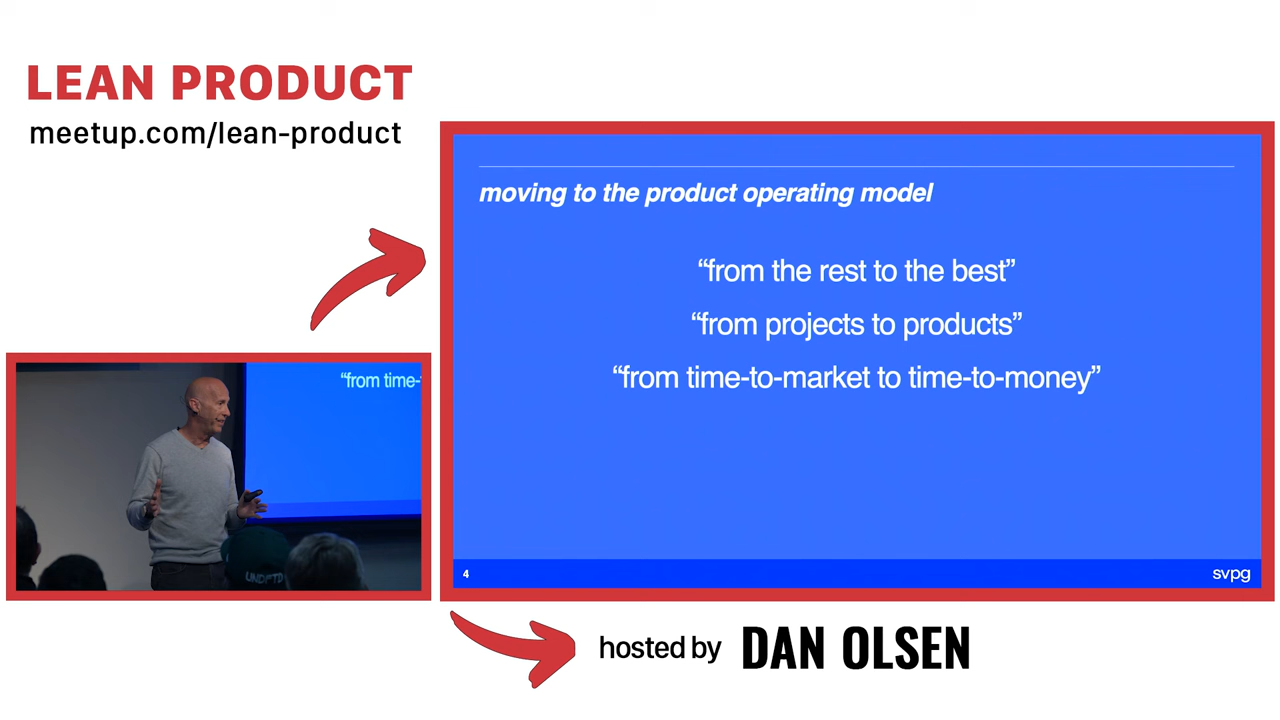 LEAN PRODUCT
meetup.com/lean-product
moving to the product operating model
“from the rest to the best”
“from projects to products”
“from time-to-market to time-to-money”
4
svpg
“from time-
UNDFTD
hosted by DAN OLSEN